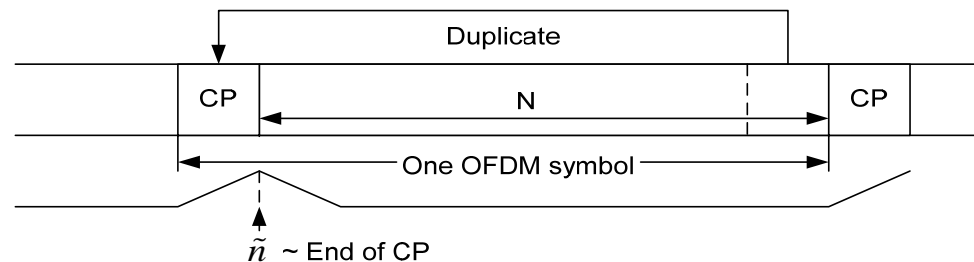 Duplicate
CP
N
CP
One OFDM symbol
ñ ~ End of CP